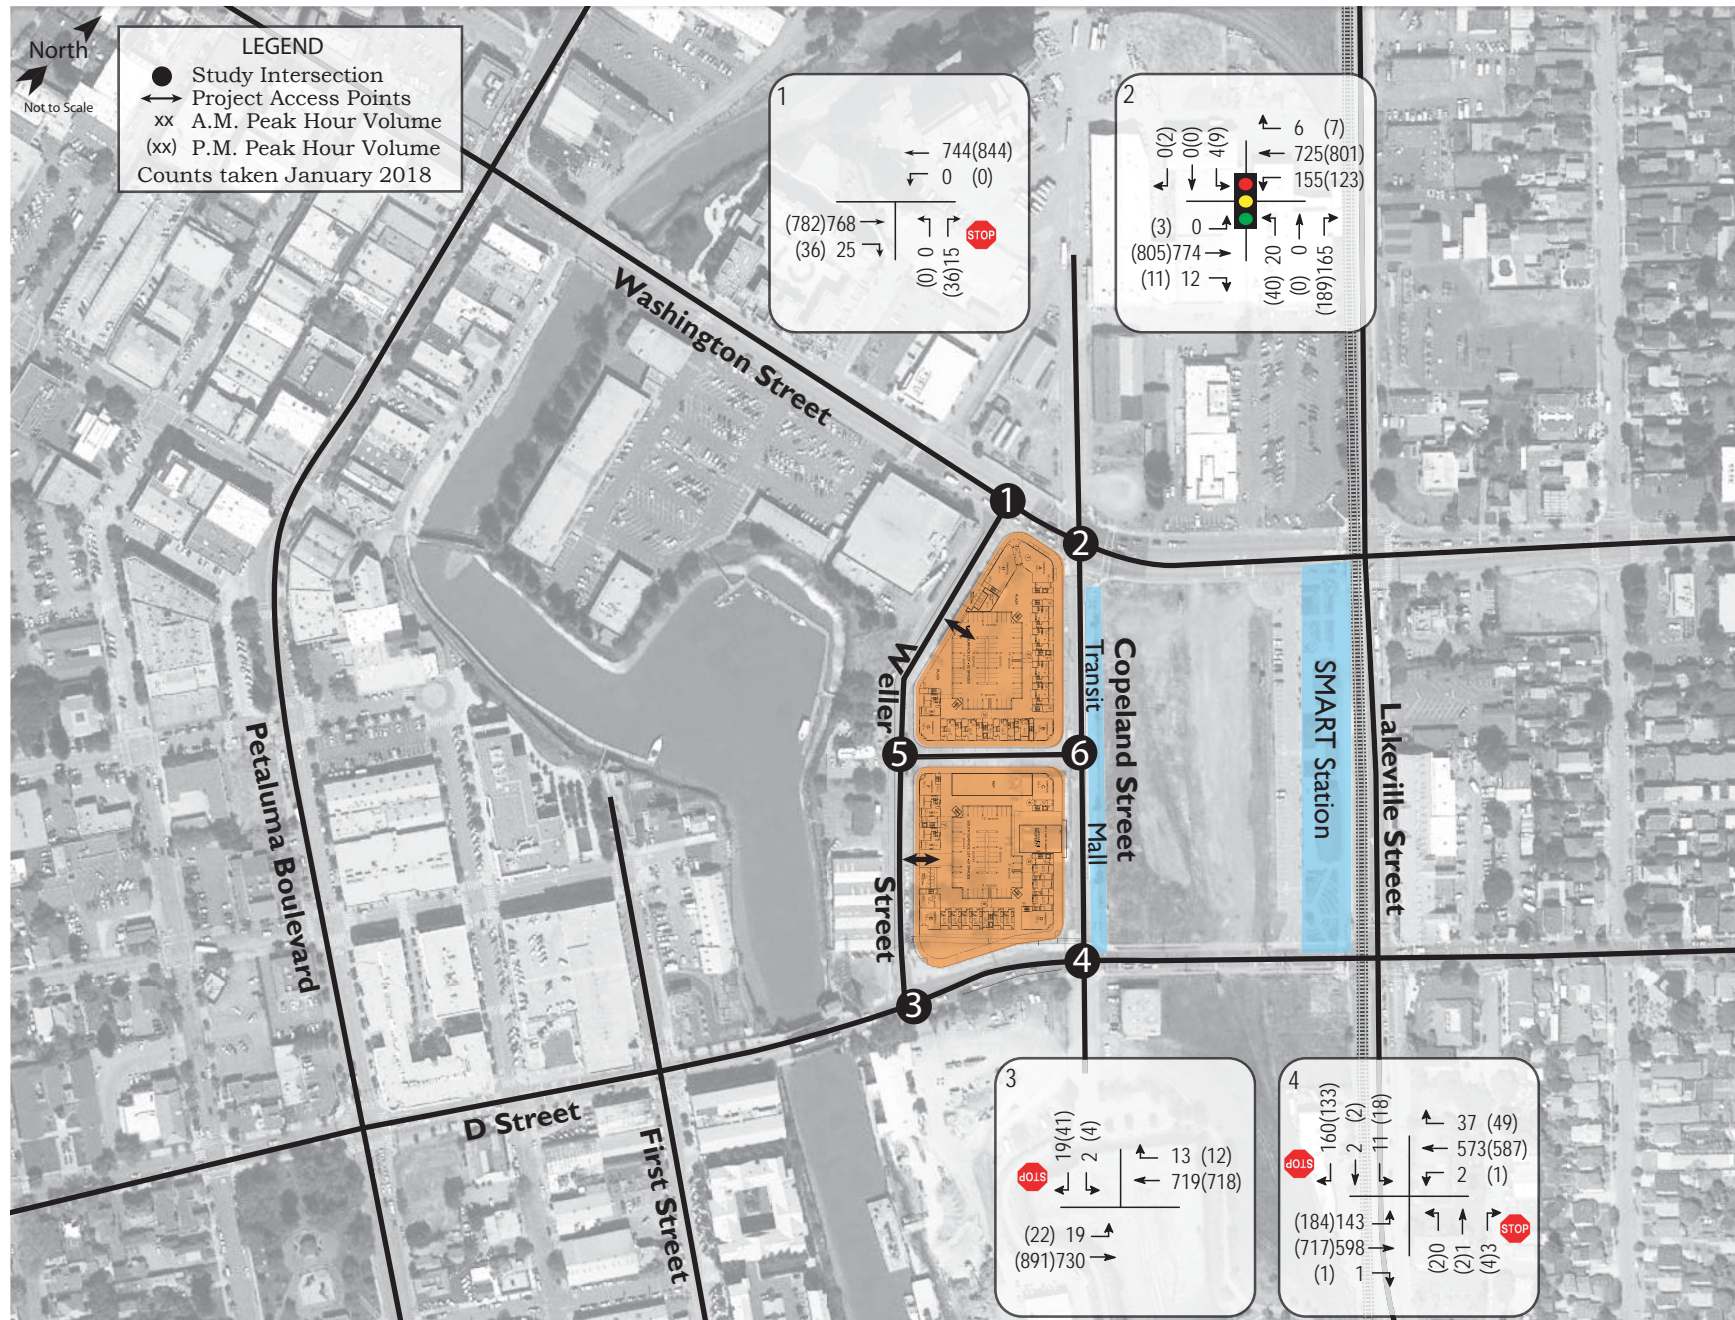 North
Not to Scale
LEGEND
Study Intersection
Project Access Points
xx A.M. Peak Hour Volume
(xx) P.M. Peak Hour Volume
Counts taken January 2018
1
744(844)
0 (0)
(782)768
(36) 25
(0) 0
(36)15
STOP
2
0(2)
0(0)
4(9)
6 (7)
725(801)
155(123)
(3) 0
(805)774
(11) 12
(40) 20
(0) 0
(189)165
Washington Street
1
2
Weller
Street
Transit
Mall
Copeland Street
SMART Station
Lakeville Street
5
6
4
3
Petaluma Boulevard
D Street
First Street
3
19(41)
2 (4)
STOP
13 (12)
719(718)
(22) 19
(891)730
4
160(133)
2 (2)
11 (18)
STOP
37 (49)
573(587)
2 (1)
(184)143
(717)598
(1) 1
(2)0
(2)1
(4)3
STOP